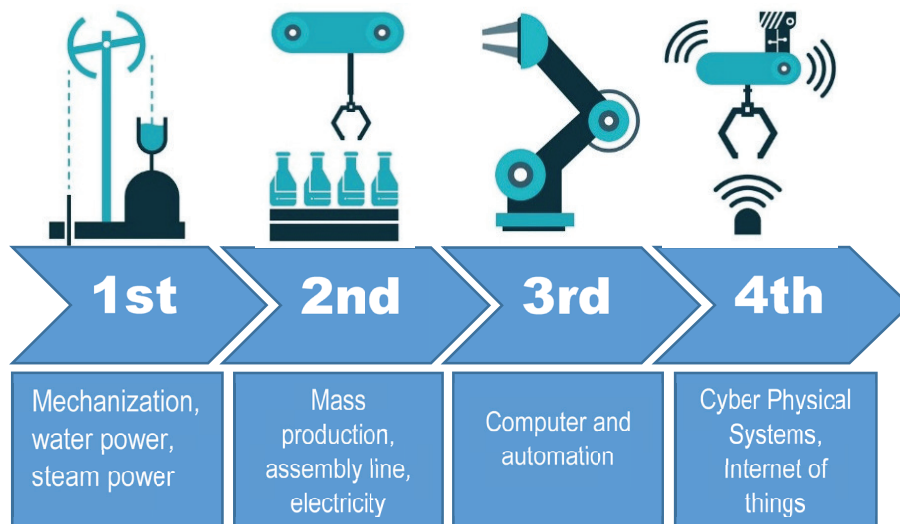 1st
2nd
3rd
4th
Mechanization,
water power,
steam power
Mass
production,
assembly line,
electricity
Computer and
automation
Cyber Physical
Systems,
Internet of
things